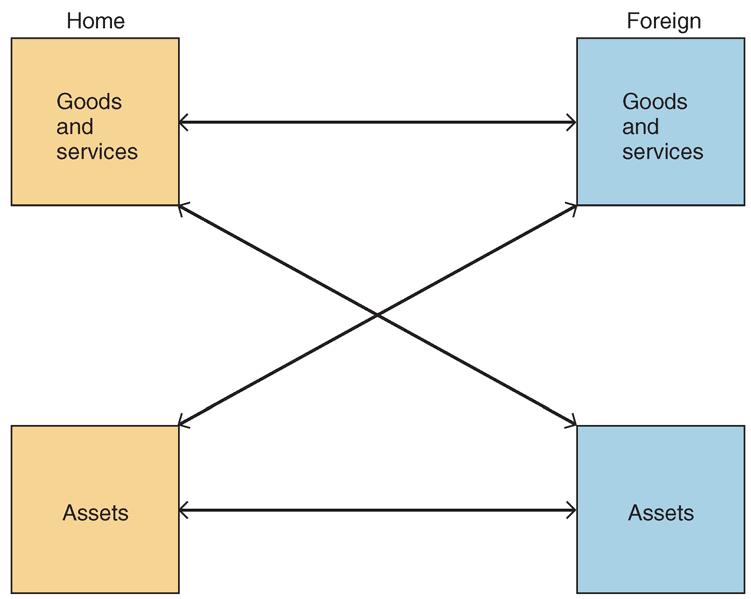 Home
Foreign
Goods
and
services
Goods
and
services
Assets
Assets